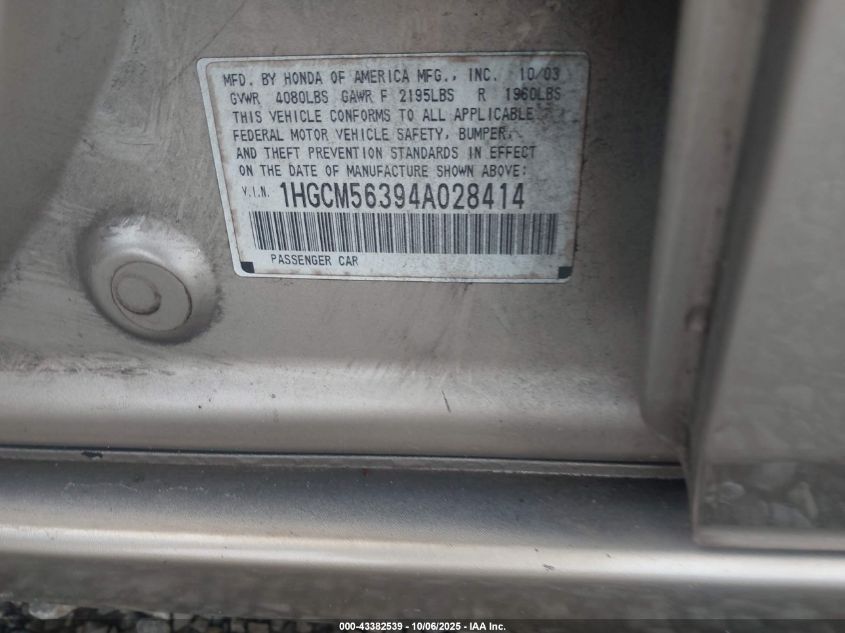 MFD. BY HONDA OF AMERICA MFG., INC. 10/03
GVWR 4080LBS GAWR F 2195LBS R 1960LBS
THIS VEHICLE CONFORMS TO ALL APPLICABLE
FEDERAL MOTOR VEHICLE SAFETY, BUMPER,
AND THEFT PREVENTION STANDARDS IN EFFECT
ON THE DATE OF MANUFACTURE SHOWN ABOVE:
V.I.N. 1HGCM56394A028414
PASSENGER CAR
000-43382539 - 10/06/2025 - IAA Inc.